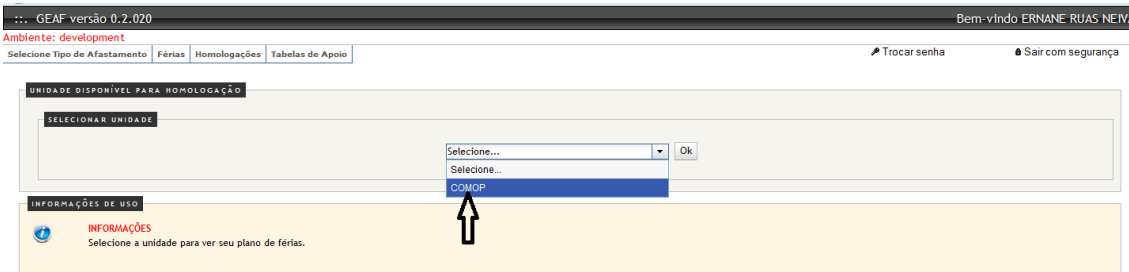 ::. GEAF versão 0.2.020
Bem-vindo ERNANE RUAS NEIVA
Ambiente: development
Selecione Tipo de Afastamento Férias Homologações Tabelas de Apoio
Trocar senha Sair com segurança
UNIDADE DISPONÍVEL PARA HOMOLOGAÇÃO
SELECIONAR UNIDADE
Selecione... Ok
Selecione...
COMOP
INFORMAÇÕES DE USO
INFORMAÇÕES
Selecione a unidade para ver seu plano de férias.